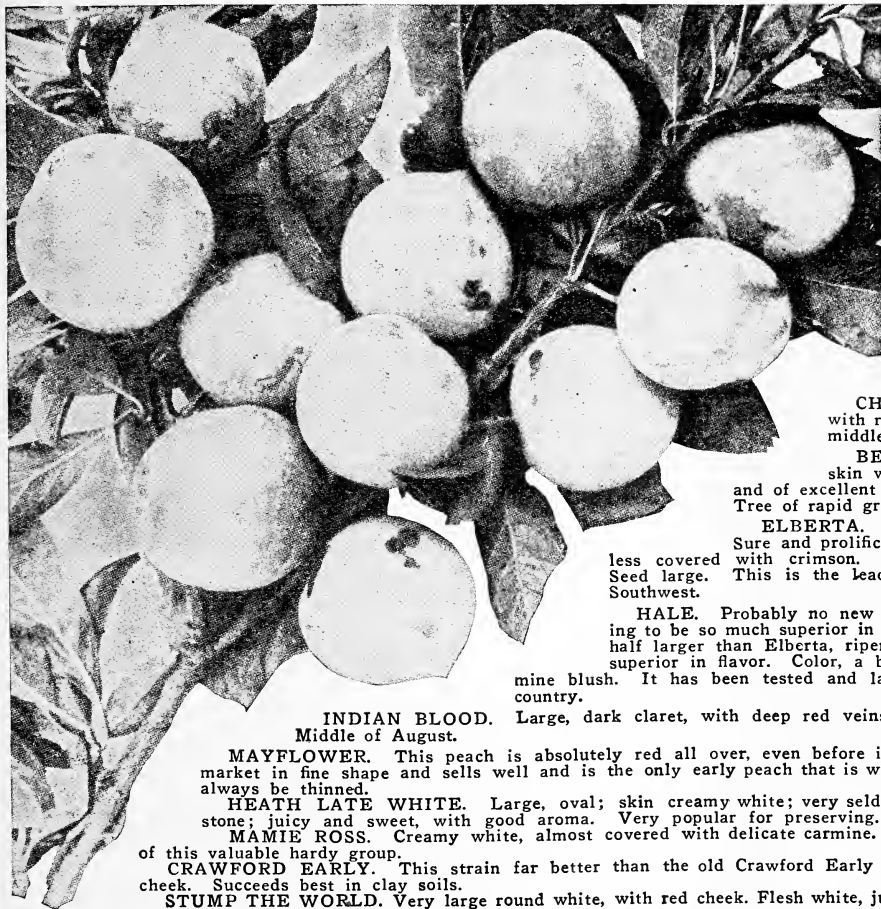 CH
with r
middle
BE
skin v
and of excellent
Tree of rapid gr
ELBERTA.
Sure and prolific
less covered with crimson.
Seed large. This is the lead
Southwest.
HALE. Probably no new
ing to be so much superior in
half larger than Elberta, ripen
superior in flavor. Color, a b
mine blush. It has been tested and la
country.
INDIAN BLOOD. Large, dark claret, with deep red veins
Middle of August.
MAYFLOWER. This peach is absolutely red all over, even before i
market in fine shape and sells well and is the only early peach that is w
always be thinned.
HEATH LATE WHITE. Large, oval; skin creamy white; very seld
stone; juicy and sweet, with good aroma. Very popular for preserving.
MAMIE ROSS. Creamy white, almost covered with delicate carmine.
of this valuable hardy group.
CRAWFORD EARLY. This strain far better than the old Crawford Early
cheek. Succeeds best in clay soils.
STUMP THE WORLD. Very large round white, with red cheek. Flesh white, ju